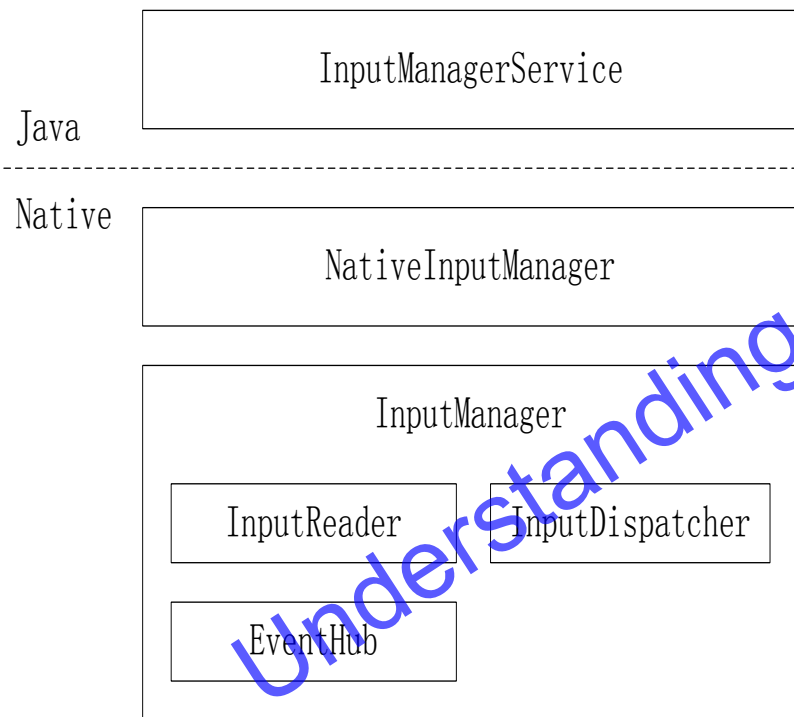 InputManagerService
Java
Native
NativeInputManager
InputManager
InputReader
InputDispatcher
EventHub
Understanding